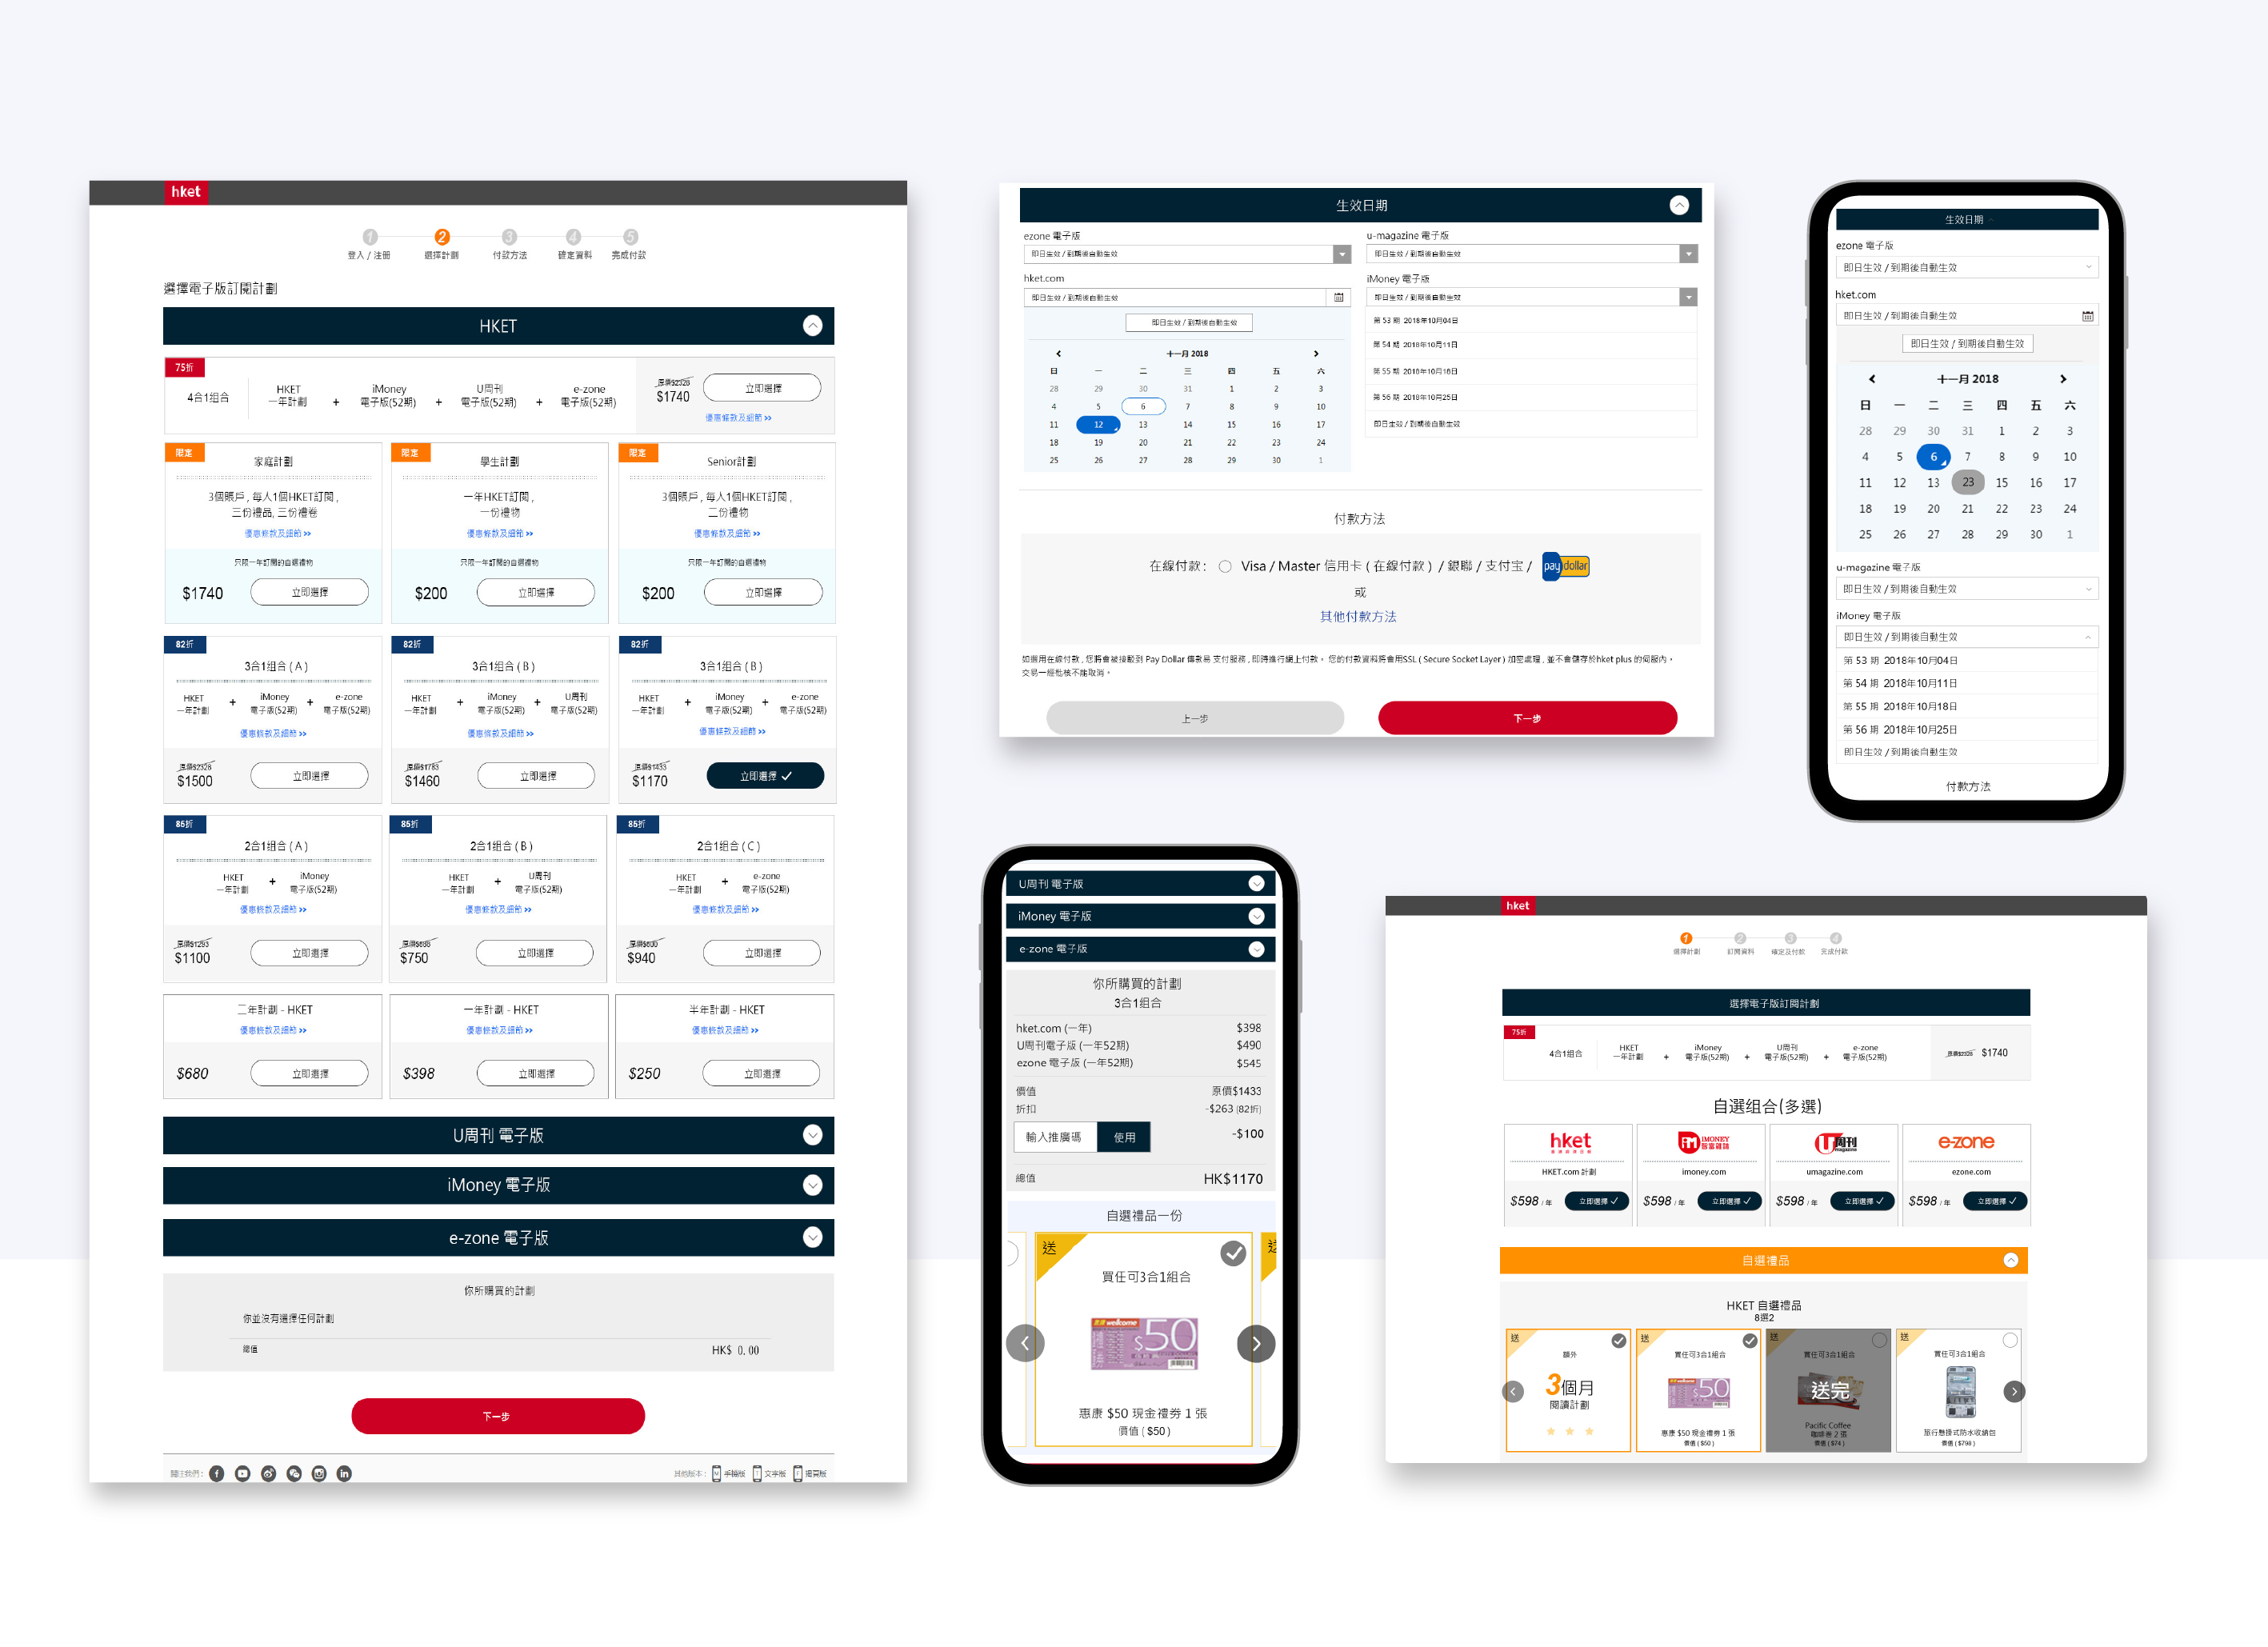 hket
1 2 3 4 5
登入 / 注册 選擇計劃 付款方法 確定資料 完成付款
選擇電子版訂閱計劃
HKET
75折
4合1組合
HKET
一年計劃
+
iMoney
電子版(52期)
+
U周刊
電子版(52期)
+
e-zone
電子版(52期)
原價$2320
$1740
立即選擇
優惠條款及細節 >>
限定
家庭計劃
3個賬戶 , 每人1個HKET訂閱 ,
三份禮品, 三份禮卷
優惠條款及細節 >>
只限一年訂閱的自選禮物
$1740 立即選擇
限定
學生計劃
一年HKET訂閱 ,
一份禮物
優惠條款及細節 >>
只限一年訂閱的自選禮物
$200 立即選擇
限定
Senior計劃
3個賬戶 , 每人1個HKET訂閱 ,
二份禮物
優惠條款及細節 >>
只限一年訂閱的自選禮物
$200 立即選擇
82折
3合1組合 ( A )
HKET + iMoney + e-zone
一年計劃 電子版(52期) 電子版(52期)
優惠條款及細節 >>
原價$2328
$1500 立即選擇
82折
3合1組合 ( B )
HKET + iMoney + U周刊
一年計劃 電子版(52期) 電子版(52期)
優惠條款及細節 >>
原價$1783
$1460 立即選擇
82折
3合1組合 ( B )
HKET + iMoney + e-zone
一年計劃 電子版(52期) 電子版(52期)
優惠條款及細節 >>
原價$1433
$1170 立即選擇
85折
2合1組合 ( A )
HKET + iMoney
一年計劃 電子版(52期)
優惠條款及細節 >>
原價$1293
$1100 立即選擇
85折
2合1組合 ( B )
HKET + U周刊
一年計劃 電子版(52期)
優惠條款及細節 >>
$750 立即選擇
85折
2合1組合 ( C )
HKET + e-zone
一年計劃 電子版(52期)
優惠條款及細節 >>
$940 立即選擇
二年計劃 - HKET
優惠條款及細節 >>
$680 立即選擇
一年計劃 - HKET
優惠條款及細節 >>
$398 立即選擇
半年計劃 - HKET
優惠條款及細節 >>
$250 立即選擇
U周刊 電子版
iMoney 電子版
e-zone 電子版
你所購買的計劃
你並沒有選擇任何計劃
總值 HK$ 0.00
下一步
關注我們 :
其他版本 : M 手機版 T 文字版 F 揭頁版
生效日期
ezone 電子版
即日生效 / 到期後自動生效
hket.com
即日生效 / 到期後自動生效
即日生效 / 到期後自動生效
十一月 2018
日 一 二 三 四 五 六
28 29 30 31 1 2 3
4 5 6 7 8 9 10
11 12 13 14 15 16 17
18 19 20 21 22 23 24
25 26 27 28 29 30 1
u-magazine 電子版
即日生效 / 到期後自動生效
iMoney 電子版
即日生效 / 到期後自動生效
第 53 期 2018年10月04日
第 54 期 2018年10月11日
第 55 期 2018年10月18日
第 56 期 2018年10月25日
即日生效 / 到期後自動生效
付款方法
在線付款 : Visa / Master 信用卡 ( 在線付款 ) / 銀聯 / 支付宝 / pay dollar
或
其他付款方法
如選用在線付款 , 您將會被接駁到 Pay Dollar 傳款易 支付服務 , 即時進行網上付款。 您的付款資料將會用SSL ( Secure Socket Layer ) 加密處理 , 並不會儲存於hket plus 的伺服內。
交易一經批核不能取消。
上一步 下一步
生效日期
ezone 電子版
即日生效 / 到期後自動生效
hket.com
即日生效 / 到期後自動生效
即日生效 / 到期後自動生效
十一月 2018
日 一 二 三 四 五 六
28 29 30 31 1 2 3
4 5 6 7 8 9 10
11 12 13 23 15 16 17
18 19 20 21 22 23 24
25 26 27 28 29 30 1
u-magazine 電子版
即日生效 / 到期後自動生效
iMoney 電子版
即日生效 / 到期後自動生效
第 53 期 2018年10月04日
第 54 期 2018年10月11日
第 55 期 2018年10月18日
第 56 期 2018年10月25日
即日生效 / 到期後自動生效
付款方法
U周刊 電子版
iMoney 電子版
e-zone 電子版
你所購買的計劃
3合1組合
hket.com (一年) $398
U周刊電子版 (一年52期) $490
ezone 電子版 (一年52期) $545
價值 原價$1433
折扣 -$263 (82折)
輸入推廣碼 使用 -$100
總值 HK$1170
自選禮品一份
送
買任可3合1組合
wellcome
$50
惠康 $50 現金禮劵 1 張
價值 ( $50 )
hket
1 2 3 4
選擇計劃 訂閱資料 確定及付款 完成付款
選擇電子版訂閱計劃
75折
4合1組合
HKET + iMoney + U周刊 + e-zone
一年計劃 電子版(52期) 電子版(52期) 電子版(52期)
$1740
自選组合(多選)
hket
HKET.com 計劃
$598 / 年 立即選擇
iM iMONEY 智富雜誌
imoney.com
$598 / 年 立即選擇
U周刊 magazine
umagazine.com
$598 / 年 立即選擇
e-zone
ezone.com
$598 / 年 立即選擇
自選禮品
HKET 自選禮品
8選2
送
額外
3個月
閱讀計劃
送
買任可3合1組合
$50
惠康 $50 現金禮劵 1 張
價值 ( $50 )
送
買任可3合1組合
送完
Pacific Coffee
咖啡劵 2 張
價值 ( $74 )
送
買任可3合1組合
旅行懸掛式防水收納包
價值 ( $798 )